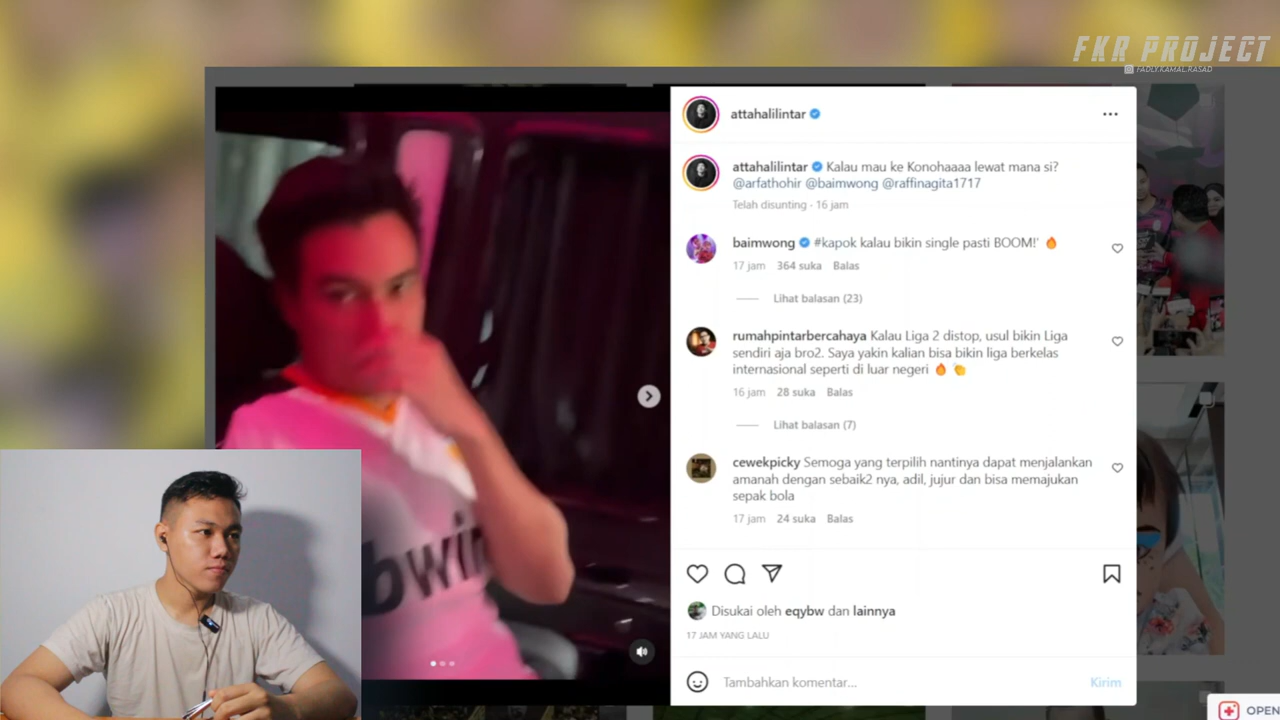 FKR PROJECT
FADLY.KAMAL.RASAD
attahalilintar
attahalilintar Kalau mau ke Konohaaaa lewat mana si?
@arfathohir @baimwong @raffinagita1717
Telah disunting · 16 jam
baimwong #kapok kalau bikin single pasti BOOM!' 🔥
17 jam 364 suka Balas
Lihat balasan (23)
rumahpintarbercahaya Kalau Liga 2 distop, usul bikin Liga
sendiri aja bro2. Saya yakin kalian bisa bikin liga berkelas
internasional seperti di luar negeri 🔥 👏
16 jam 28 suka Balas
Lihat balasan (7)
cewekpicky Semoga yang terpilih nantinya dapat menjalankan
amanah dengan sebaik2 nya, adil, jujur dan bisa memajukan
sepak bola
17 jam 24 suka Balas
bwin
Disukai oleh eqybw dan lainnya
17 JAM YANG LALU
Tambahkan komentar...
Kirim
OPEN